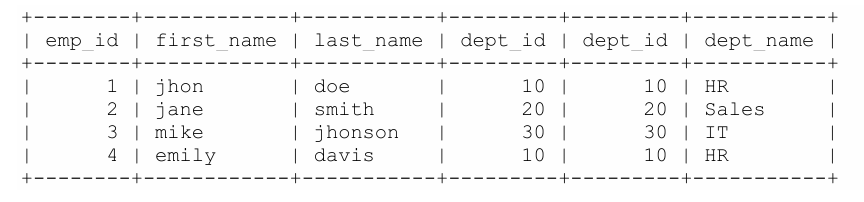 +--------+------------+-----------+---------+---------+-----------+
| emp_id | first_name | last_name | dept_id | dept_id | dept_name |
+--------+------------+-----------+---------+---------+-----------+
|      1 | jhon       | doe       |      10 |      10 | HR        |
|      2 | jane       | smith     |      20 |      20 | Sales     |
|      3 | mike       | jhonson   |      30 |      30 | IT        |
|      4 | emily      | davis     |      10 |      10 | HR        |
+--------+------------+-----------+---------+---------+-----------+